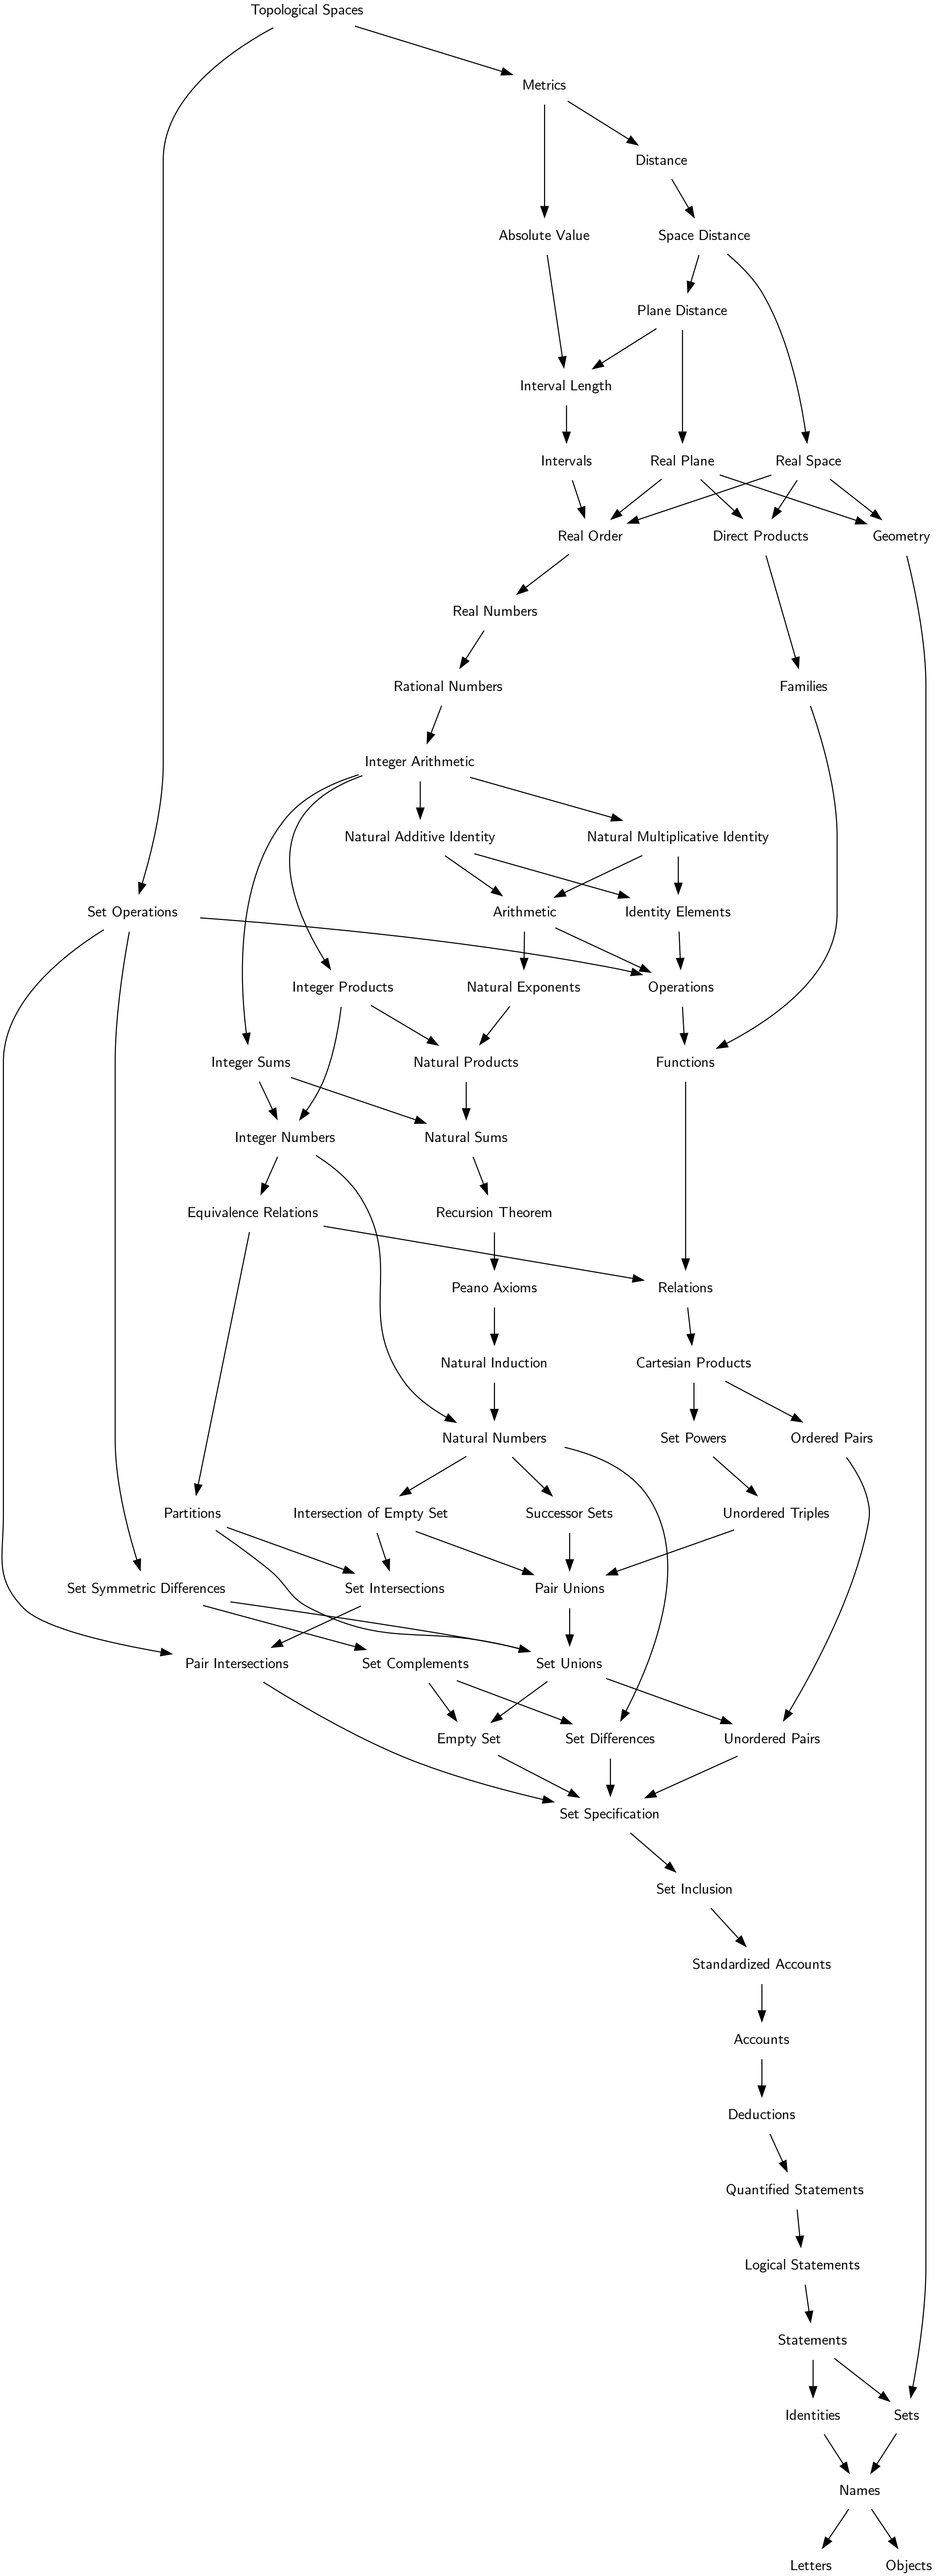 Topological Spaces
Metrics
Distance
Absolute Value
Space Distance
Plane Distance
Interval Length
Intervals
Real Plane
Real Space
Real Order
Direct Products
Geometry
Real Numbers
Rational Numbers
Families
Integer Arithmetic
Natural Additive Identity
Natural Multiplicative Identity
Set Operations
Arithmetic
Identity Elements
Integer Products
Natural Exponents
Operations
Integer Sums
Natural Products
Functions
Integer Numbers
Natural Sums
Equivalence Relations
Recursion Theorem
Peano Axioms
Relations
Natural Induction
Cartesian Products
Natural Numbers
Set Powers
Ordered Pairs
Partitions
Intersection of Empty Set
Successor Sets
Unordered Triples
Set Symmetric Differences
Set Intersections
Pair Unions
Pair Intersections
Set Complements
Set Unions
Empty Set
Set Differences
Unordered Pairs
Set Specification
Set Inclusion
Standardized Accounts
Accounts
Deductions
Quantified Statements
Logical Statements
Statements
Identities
Sets
Names
Letters
Objects